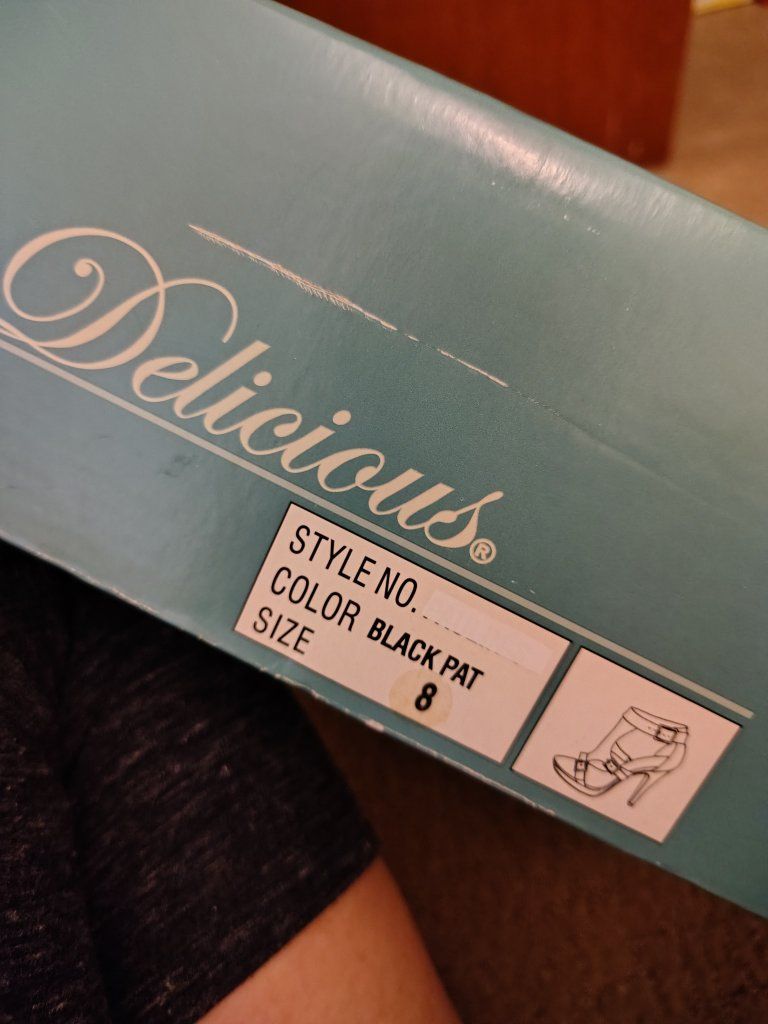 Delicious®
STYLE NO.
COLOR BLACK PAT
SIZE 8